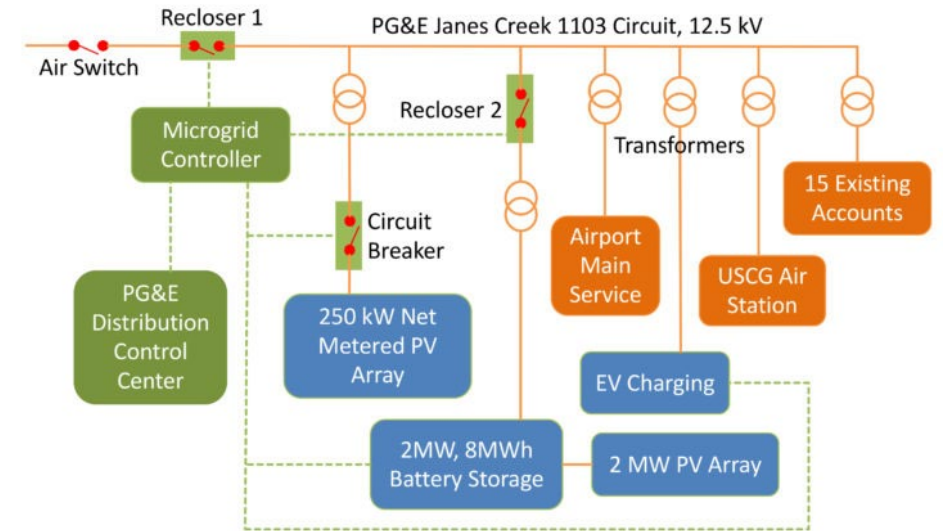 Recloser 1
PG&E Janes Creek 1103 Circuit, 12.5 kV
Air Switch
Recloser 2
Microgrid
Controller
Transformers
15 Existing
Accounts
Circuit
Breaker
Airport
Main
Service
USCG Air
Station
PG&E
Distribution
Control
Center
250 kW Net
Metered PV
Array
EV Charging
2MW, 8MWh
Battery Storage
2 MW PV Array